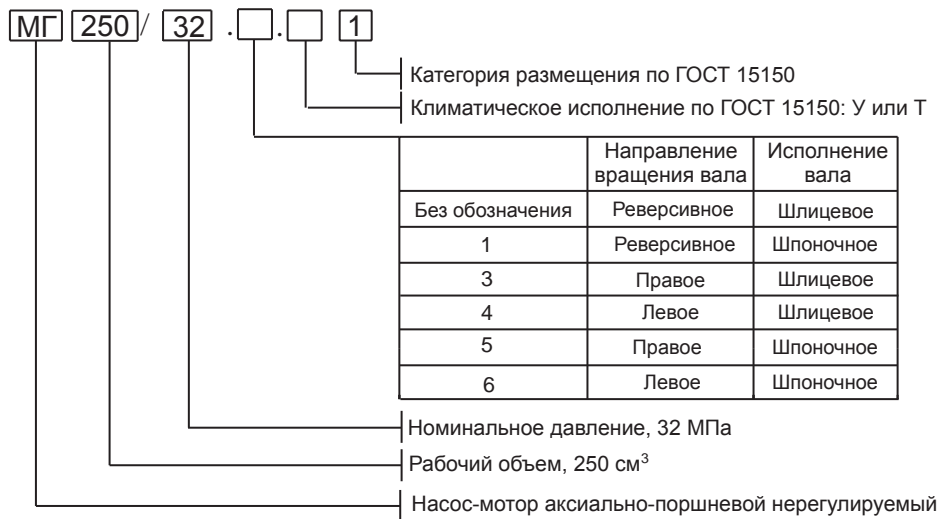 МГ 250 / 32 . . 1
Категория размещения по ГОСТ 15150
Климатическое исполнение по ГОСТ 15150: У или Т
Направление вращения вала Исполнение вала
Без обозначения Реверсивное Шлицевое
1 Реверсивное Шпоночное
3 Правое Шлицевое
4 Левое Шлицевое
5 Правое Шпоночное
6 Левое Шпоночное
Номинальное давление, 32 МПа
Рабочий объем, 250 см³
Насос-мотор аксиально-поршневой нерегулируемый